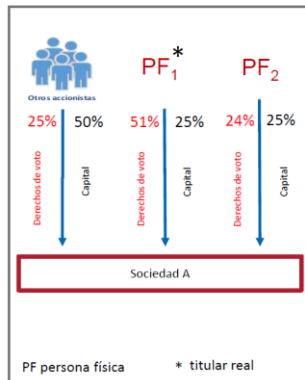 PF₁* PF₂
Otros accionistas
25% 50% 51% 25% 24% 25%
Derechos de voto Capital Derechos de voto Capital Derechos de voto Capital
Sociedad A
PF persona física * titular real